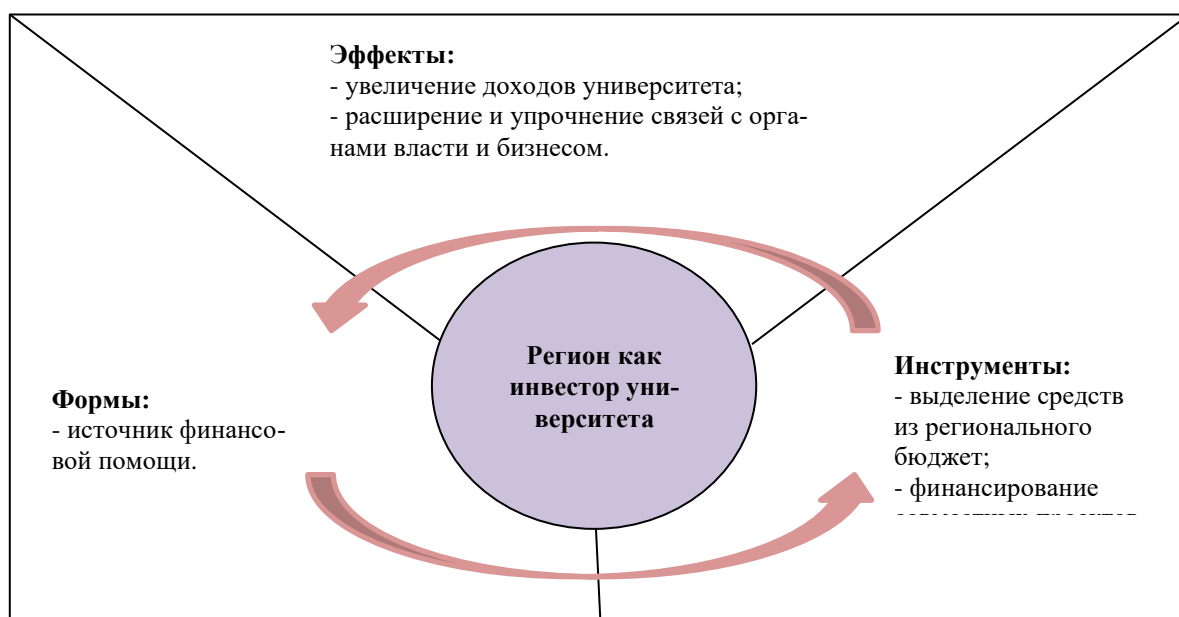 Эффекты:
- увеличение доходов университета;
- расширение и упрочнение связей с орга-
нами власти и бизнесом.
Регион как
инвестор уни-
верситета
Формы:
- источник финансо-
вой помощи.
Инструменты:
- выделение средств
из регионального
бюджет;
- финансирование